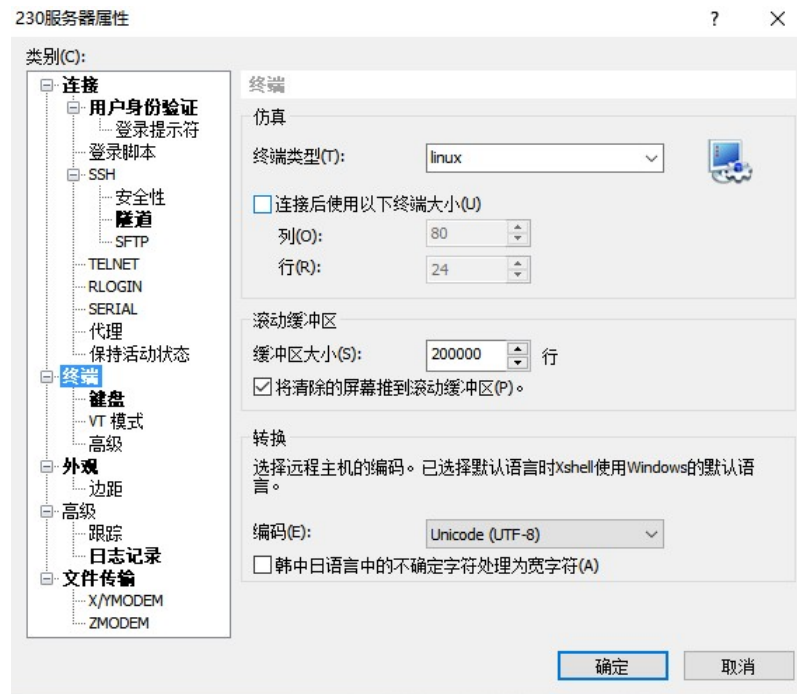 230服务器属性
? ×
类别(C):
连接
用户身份验证
登录提示符
登录脚本
SSH
安全性
隧道
SFTP
TELNET
RLOGIN
SERIAL
代理
保持活动状态
终端
键盘
VT 模式
高级
外观
边距
高级
跟踪
日志记录
文件传输
X/YMODEM
ZMODEM
终端
仿真
终端类型(T): linux
连接后使用以下终端大小(U)
列(O): 80
行(R): 24
滚动缓冲区
缓冲区大小(S): 200000 行
将清除的屏幕推到滚动缓冲区(P)。
转换
选择远程主机的编码。已选择默认语言时Xshell使用Windows的默认语
言。
编码(E): Unicode (UTF-8)
韩中日语言中的不确定字符处理为宽字符(A)
确定 取消